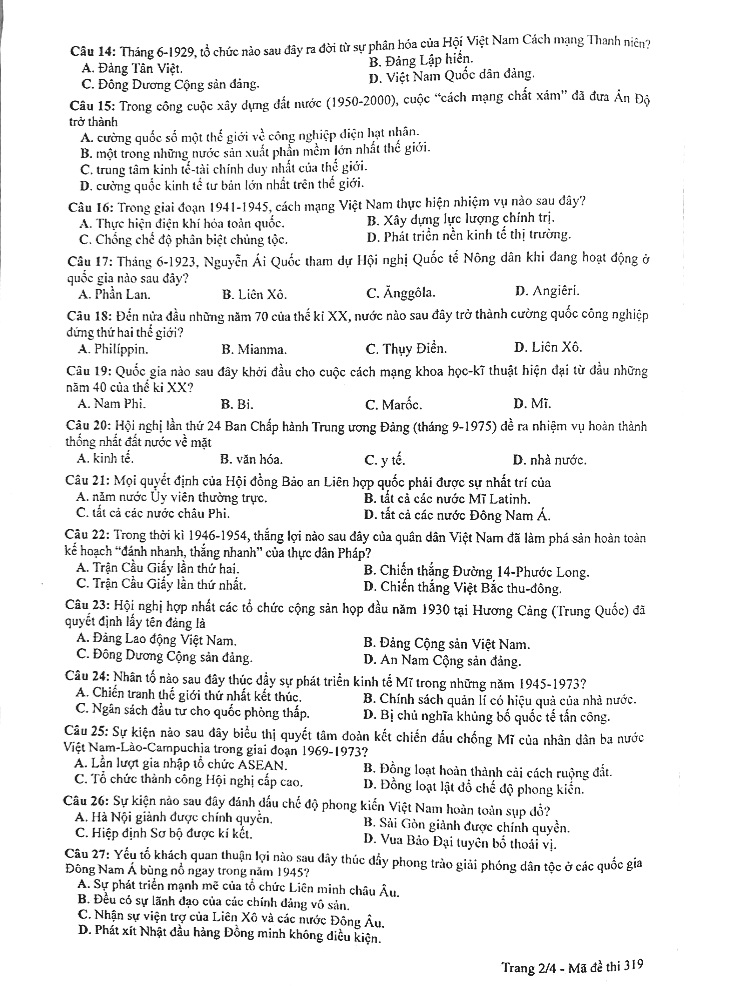 Câu 14: Tháng 6-1929, tổ chức nào sau đây ra đời từ sự phân hóa của Hội Việt Nam Cách mạng Thanh niên?
A. Đảng Tân Việt. B. Đảng Lập hiến.
C. Đông Dương Cộng sản đảng. D. Việt Nam Quốc dân đảng.
Câu 15: Trong công cuộc xây dựng đất nước (1950-2000), cuộc “cách mạng chất xám” đã đưa Ấn Độ
trở thành
A. cường quốc số một thế giới về công nghiệp điện hạt nhân.
B. một trong những nước sản xuất phần mềm lớn nhất thế giới.
C. trung tâm kinh tế-tài chính duy nhất của thế giới.
D. cường quốc kinh tế tư bản lớn nhất trên thế giới.
Câu 16: Trong giai đoạn 1941-1945, cách mạng Việt Nam thực hiện nhiệm vụ nào sau đây?
A. Thực hiện điện khí hóa toàn quốc. B. Xây dựng lực lượng chính trị.
C. Chống chế độ phân biệt chủng tộc. D. Phát triển nền kinh tế thị trường.
Câu 17: Tháng 6-1923, Nguyễn Ái Quốc tham dự Hội nghị Quốc tế Nông dân khi đang hoạt động ở
quốc gia nào sau đây?
A. Phần Lan. B. Liên Xô. C. Ănggôla. D. Angiêri.
Câu 18: Đến nửa đầu những năm 70 của thế kỉ XX, nước nào sau đây trở thành cường quốc công nghiệp
đứng thứ hai thế giới?
A. Philíppin. B. Mianma. C. Thụy Điển. D. Liên Xô.
Câu 19: Quốc gia nào sau đây khởi đầu cho cuộc cách mạng khoa học-kĩ thuật hiện đại từ đầu những
năm 40 của thế kỉ XX?
A. Nam Phi. B. Bỉ. C. Marốc. D. Mĩ.
Câu 20: Hội nghị lần thứ 24 Ban Chấp hành Trung ương Đảng (tháng 9-1975) đề ra nhiệm vụ hoàn thành
thống nhất đất nước về mặt
A. kinh tế. B. văn hóa. C. y tế. D. nhà nước.
Câu 21: Mọi quyết định của Hội đồng Bảo an Liên hợp quốc phải được sự nhất trí của
A. năm nước Ủy viên thường trực. B. tất cả các nước Mĩ Latinh.
C. tất cả các nước châu Phi. D. tất cả các nước Đông Nam Á.
Câu 22: Trong thời kì 1946-1954, thắng lợi nào sau đây của quân dân Việt Nam đã làm phá sản hoàn toàn
kế hoạch “đánh nhanh, thắng nhanh” của thực dân Pháp?
A. Trận Cầu Giấy lần thứ hai. B. Chiến thắng Đường 14-Phước Long.
C. Trận Cầu Giấy lần thứ nhất. D. Chiến thắng Việt Bắc thu-đông.
Câu 23: Hội nghị hợp nhất các tổ chức cộng sản họp đầu năm 1930 tại Hương Cảng (Trung Quốc) đã
quyết định lấy tên đảng là
A. Đảng Lao động Việt Nam. B. Đảng Cộng sản Việt Nam.
C. Đông Dương Cộng sản đảng. D. An Nam Cộng sản đảng.
Câu 24: Nhân tố nào sau đây thúc đẩy sự phát triển kinh tế Mĩ trong những năm 1945-1973?
A. Chiến tranh thế giới thứ nhất kết thúc. B. Chính sách quản lí có hiệu quả của nhà nước.
C. Ngân sách đầu tư cho quốc phòng thấp. D. Bị chủ nghĩa khủng bố quốc tế tấn công.
Câu 25: Sự kiện nào sau đây biểu thị quyết tâm đoàn kết chiến đấu chống Mĩ của nhân dân ba nước
Việt Nam-Lào-Campuchia trong giai đoạn 1969-1973?
A. Lần lượt gia nhập tổ chức ASEAN. B. Đồng loạt hoàn thành cải cách ruộng đất.
C. Tổ chức thành công Hội nghị cấp cao. D. Đồng loạt lật đổ chế độ phong kiến.
Câu 26: Sự kiện nào sau đây đánh dấu chế độ phong kiến Việt Nam hoàn toàn sụp đổ?
A. Hà Nội giành được chính quyền. B. Sài Gòn giành được chính quyền.
C. Hiệp định Sơ bộ được kí kết. D. Vua Bảo Đại tuyên bố thoái vị.
Câu 27: Yếu tố khách quan thuận lợi nào sau đây thúc đẩy phong trào giải phóng dân tộc ở các quốc gia
Đông Nam Á bùng nổ ngay trong năm 1945?
A. Sự phát triển mạnh mẽ của tổ chức Liên minh châu Âu.
B. Đều có sự lãnh đạo của các chính đảng vô sản.
C. Nhận sự viện trợ của Liên Xô và các nước Đông Âu.
D. Phát xít Nhật đầu hàng Đồng minh không điều kiện.
Trang 2/4 - Mã đề thi 319